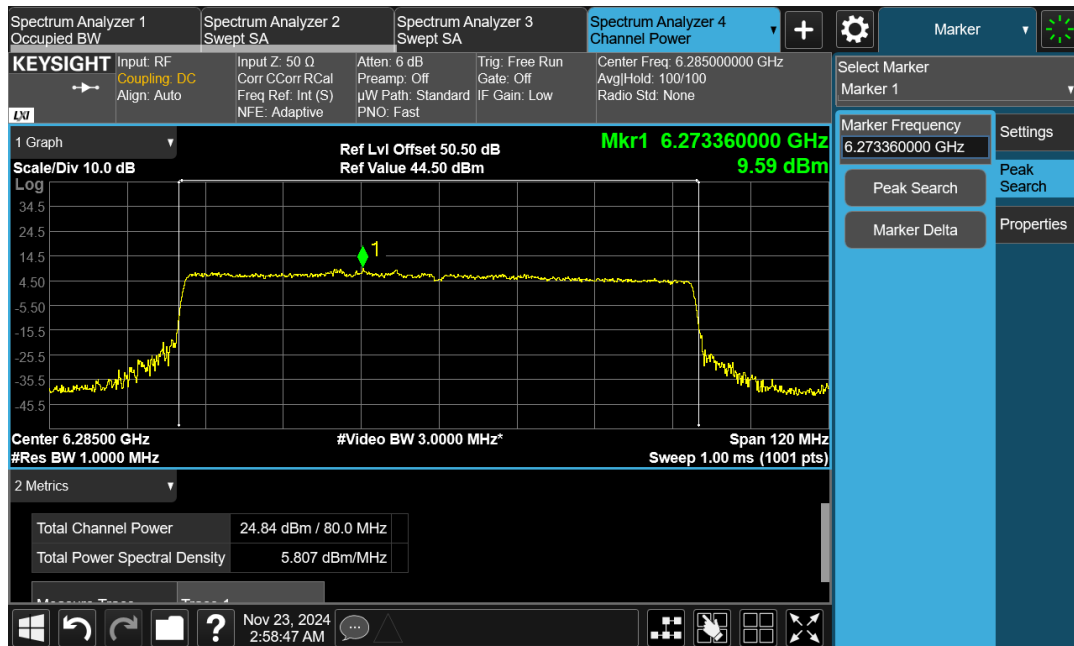 Spectrum Analyzer 1
Occupied BW
Spectrum Analyzer 2
Swept SA
Spectrum Analyzer 3
Swept SA
Spectrum Analyzer 4
Channel Power
Marker
KEYSIGHT
LXI
Input: RF
Coupling: DC
Align: Auto
Input Z: 50 Ω
Corr CCorr RCal
Freq Ref: Int (S)
NFE: Adaptive
Atten: 6 dB
Preamp: Off
µW Path: Standard
PNO: Fast
Trig: Free Run
Gate: Off
IF Gain: Low
Center Freq: 6.285000000 GHz
Avg|Hold: 100/100
Radio Std: None
Select Marker
Marker 1
Marker Frequency
6.273360000 GHz
Peak Search
Marker Delta
Settings
Peak
Search
Properties
1 Graph
Scale/Div 10.0 dB
Ref Lvl Offset 50.50 dB
Ref Value 44.50 dBm
Mkr1 6.273360000 GHz
9.59 dBm
Log
34.5
24.5
14.5
4.50
-5.50
-15.5
-25.5
-35.5
-45.5
1
Center 6.28500 GHz
#Res BW 1.0000 MHz
#Video BW 3.0000 MHz*
Span 120 MHz
Sweep 1.00 ms (1001 pts)
2 Metrics
Total Channel Power 24.84 dBm / 80.0 MHz
Total Power Spectral Density 5.807 dBm/MHz
Measure Trace Trace 1
Nov 23, 2024
2:58:47 AM